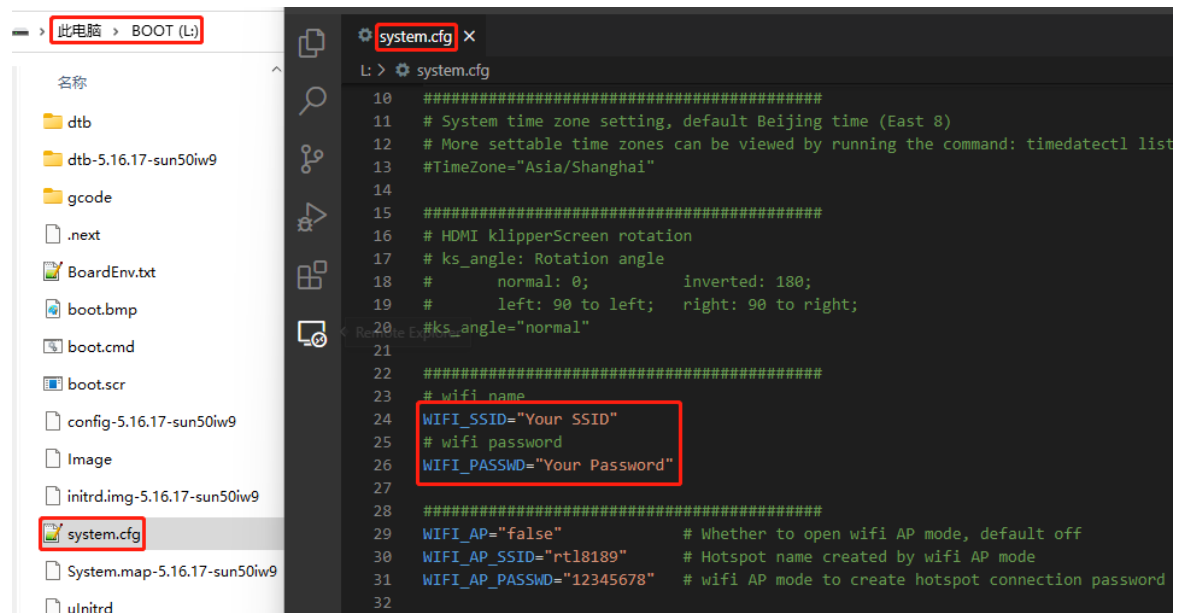 此电脑 > BOOT (L:)
名称
dtb
dtb-5.16.17-sun50iw9
gcode
.next
BoardEnv.txt
boot.bmp
boot.cmd
boot.scr
config-5.16.17-sun50iw9
Image
initrd.img-5.16.17-sun50iw9
system.cfg
System.map-5.16.17-sun50iw9
uInitrd
system.cfg ×
L: > system.cfg
10 ###########################################
11 # System time zone setting, default Beijing time (East 8)
12 # More settable time zones can be viewed by running the command: timedatectl list
13 #TimeZone="Asia/Shanghai"
14
15 ###########################################
16 # HDMI klipperScreen rotation
17 # ks_angle: Rotation angle
18 #       normal: 0;          inverted: 180;
19 #       left: 90 to left;   right: 90 to right;
20 #ks_angle="normal"
Remote Explorer
21
22 ###########################################
23 # wifi name
24 WIFI_SSID="Your SSID"
25 # wifi password
26 WIFI_PASSWD="Your Password"
27
28 ###########################################
29 WIFI_AP="false"             # Whether to open wifi AP mode, default off
30 WIFI_AP_SSID="rtl8189"      # Hotspot name created by wifi AP mode
31 WIFI_AP_PASSWD="12345678"   # wifi AP mode to create hotspot connection password
32